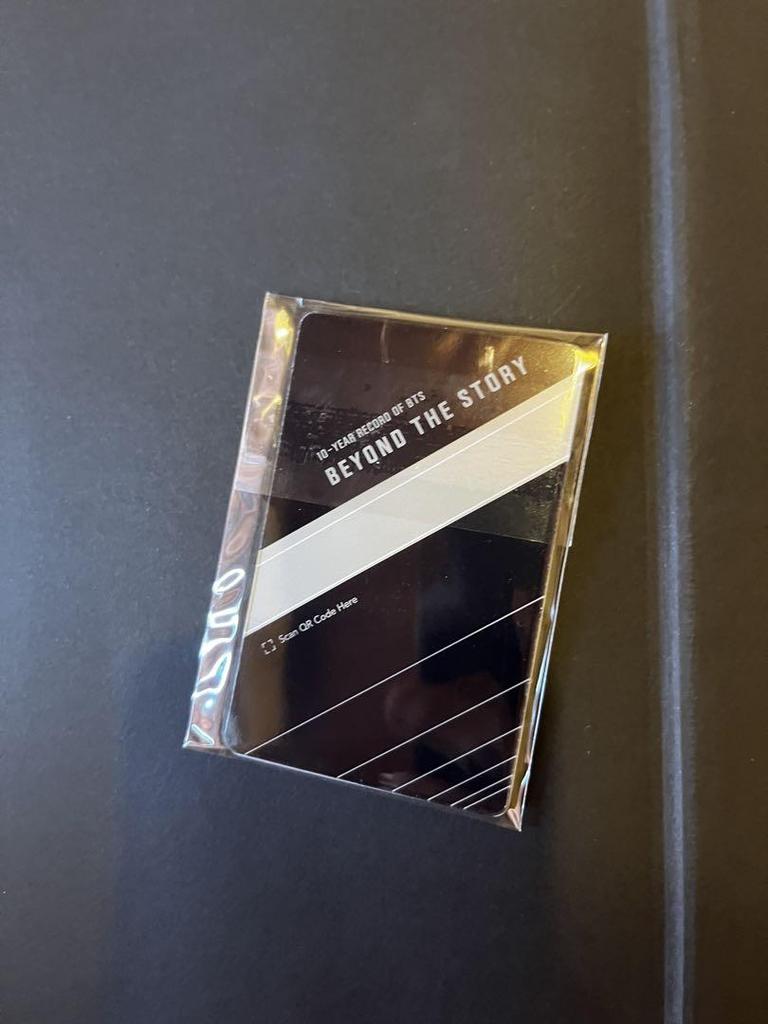 10-YEAR RECORD OF BTS
BEYOND THE STORY
Scan QR Code Here